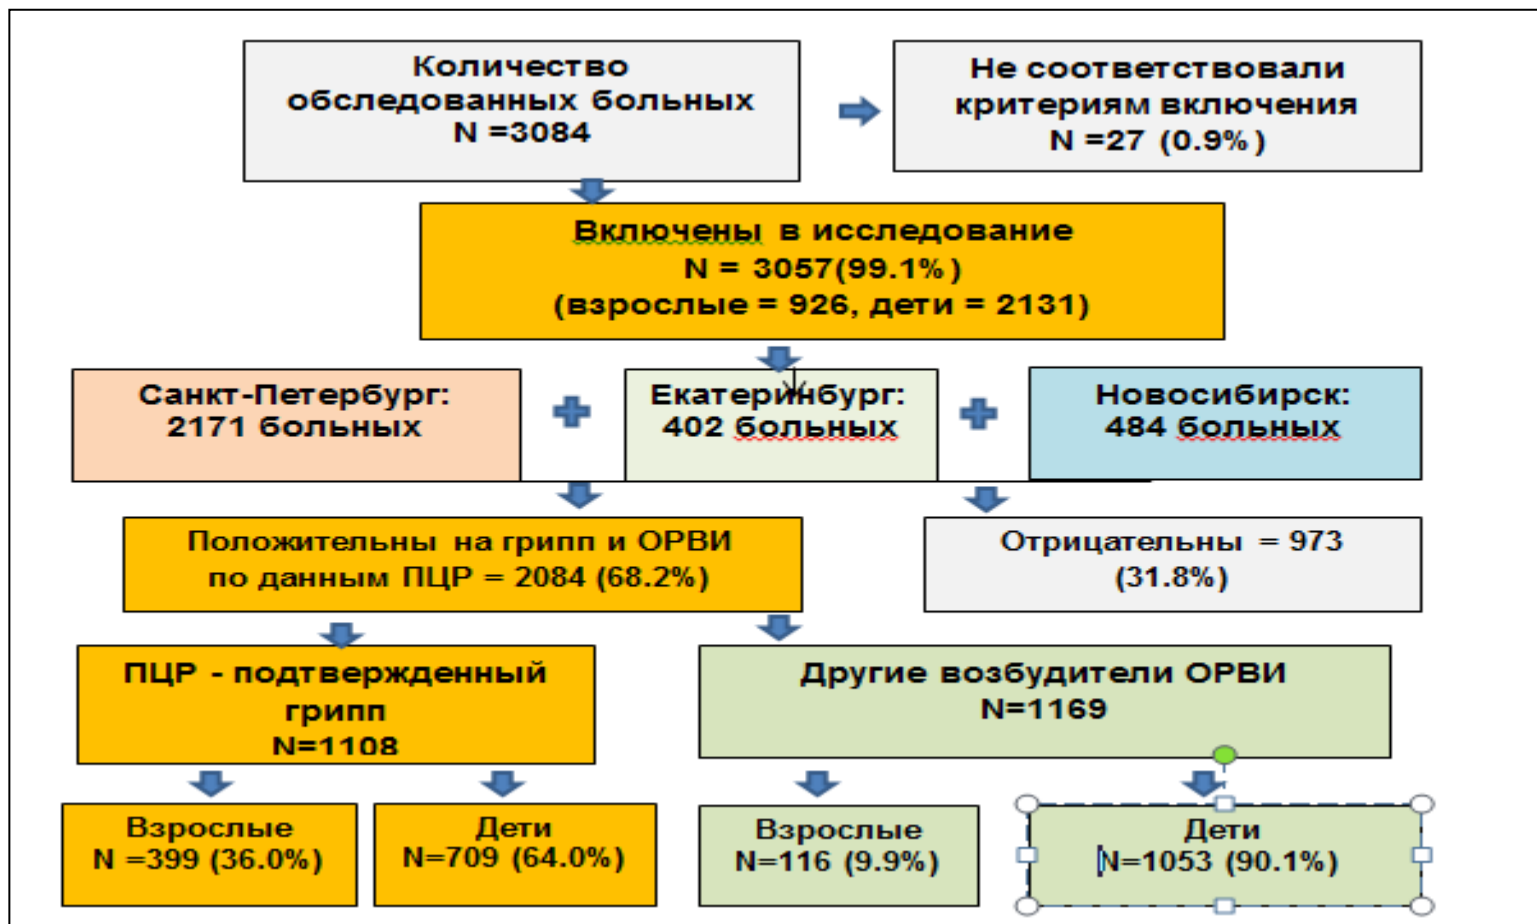 Количество
обследованных больных
N =3084
Не соответствовали
критериям включения
N =27 (0.9%)
Включены в исследование
N = 3057(99.1%)
(взрослые = 926, дети = 2131)
Санкт-Петербург:
2171 больных
Екатеринбург:
402 больных
Новосибирск:
484 больных
Положительны на грипп и ОРВИ
по данным ПЦР = 2084 (68.2%)
Отрицательны = 973
(31.8%)
ПЦР - подтвержденный
грипп
N=1108
Другие возбудители ОРВИ
N=1169
Взрослые
N =399 (36.0%)
Дети
N=709 (64.0%)
Взрослые
N=116 (9.9%)
Дети
N=1053 (90.1%)